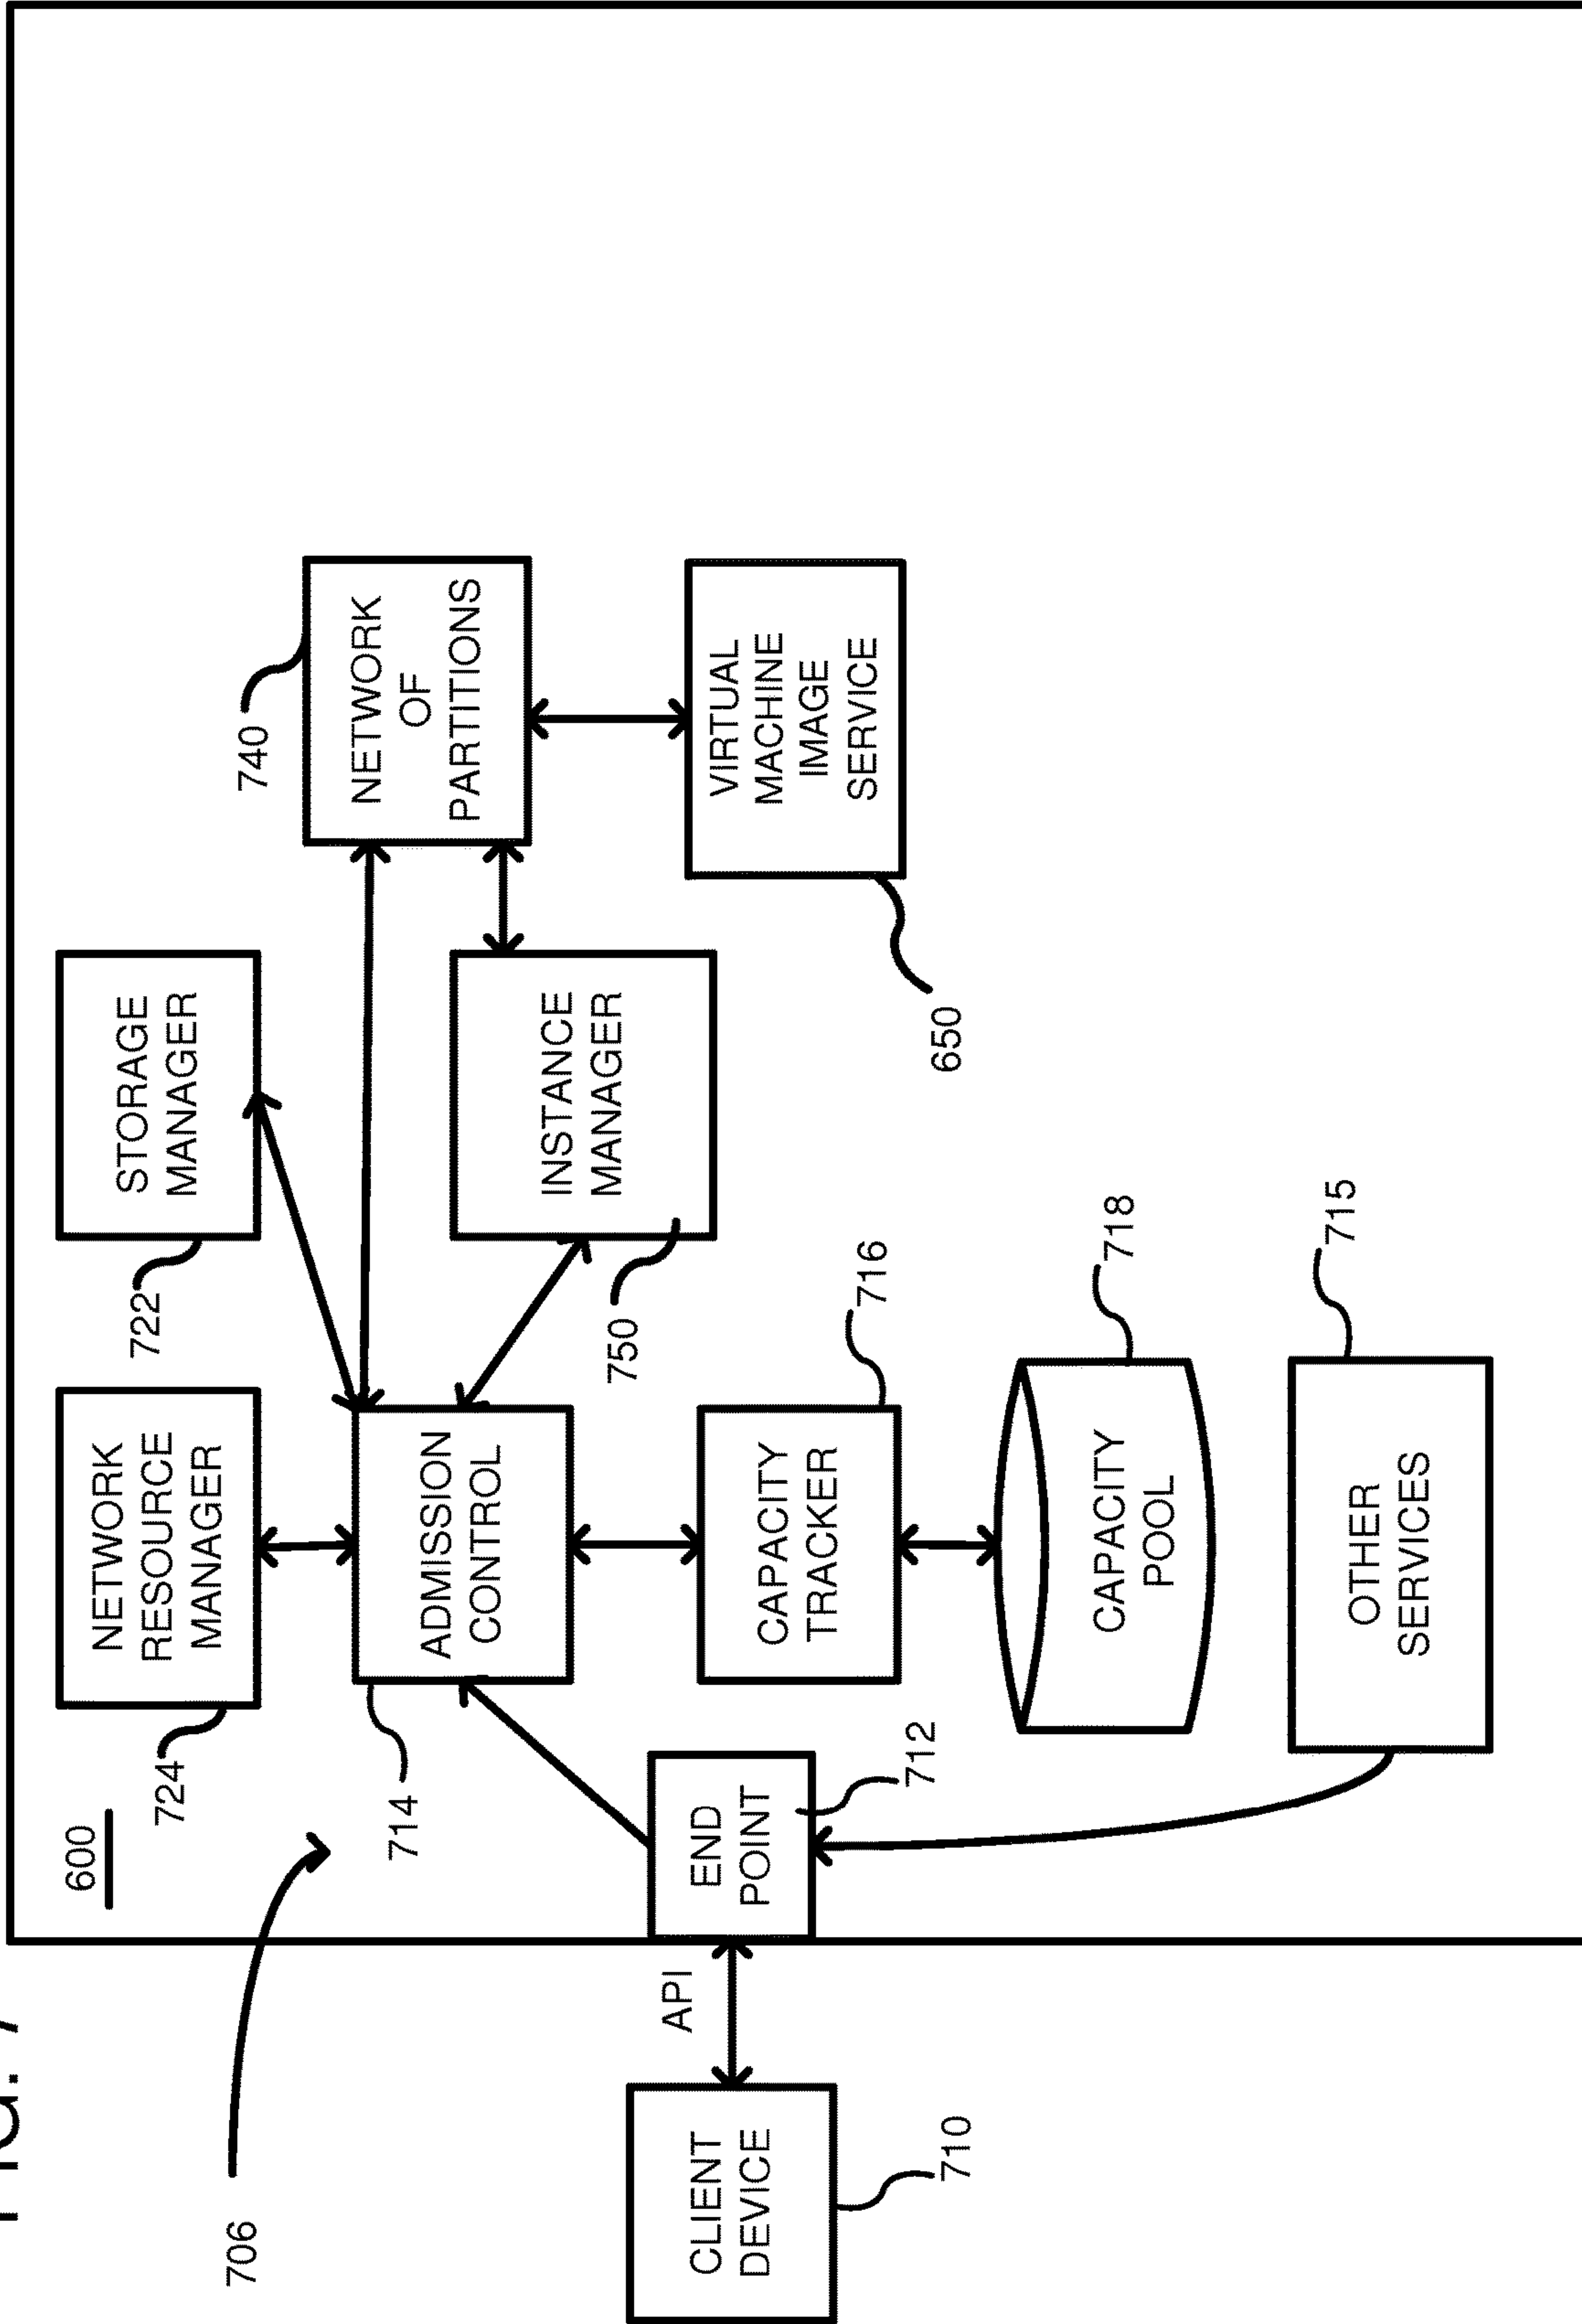 FIG. 7
706
600
724
NETWORK
RESOURCE
MANAGER
722
STORAGE
MANAGER
740
NETWORK
OF
PARTITIONS
714
ADMISSION
CONTROL
750
INSTANCE
MANAGER
CLIENT
DEVICE
710
API
END
POINT
712
CAPACITY
TRACKER
716
VIRTUAL
MACHINE
IMAGE
SERVICE
650
CAPACITY
POOL
718
OTHER
SERVICES
715